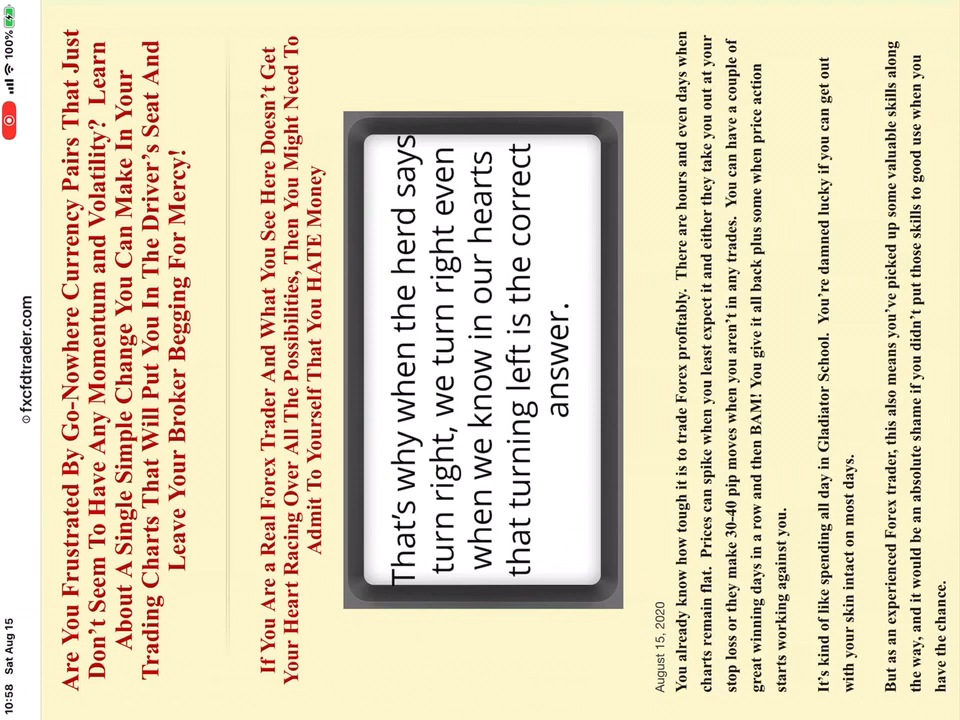 10:58 Sat Aug 15
fxcfdtrader.com
100%
Are You Frustrated By Go-Nowhere Currency Pairs That Just
Don't Seem To Have Any Momentum and Volatility? Learn
About A Single Simple Change You Can Make In Your
Trading Charts That Will Put You In The Driver's Seat And
Leave Your Broker Begging For Mercy!
If You Are a Real Forex Trader And What You See Here Doesn't Get
Your Heart Racing Over All The Possibilities, Then You Might Need To
Admit To Yourself That You HATE Money
That's why when the herd says
turn right, we turn right even
when we know in our hearts
that turning left is the correct
answer.
August 15, 2020
You already know how tough it is to trade Forex profitably. There are hours and even days when
charts remain flat. Prices can spike when you least expect it and either they take you out at your
stop loss or they make 30-40 pip moves when you aren't in any trades. You can have a couple of
great winning days in a row and then BAM! You give it all back plus some when price action
starts working against you.
It's kind of like spending all day in Gladiator School. You're damned lucky if you can get out
with your skin intact on most days.
But as an experienced Forex trader, this also means you've picked up some valuable skills along
the way, and it would be an absolute shame if you didn't put those skills to good use when you
have the chance.